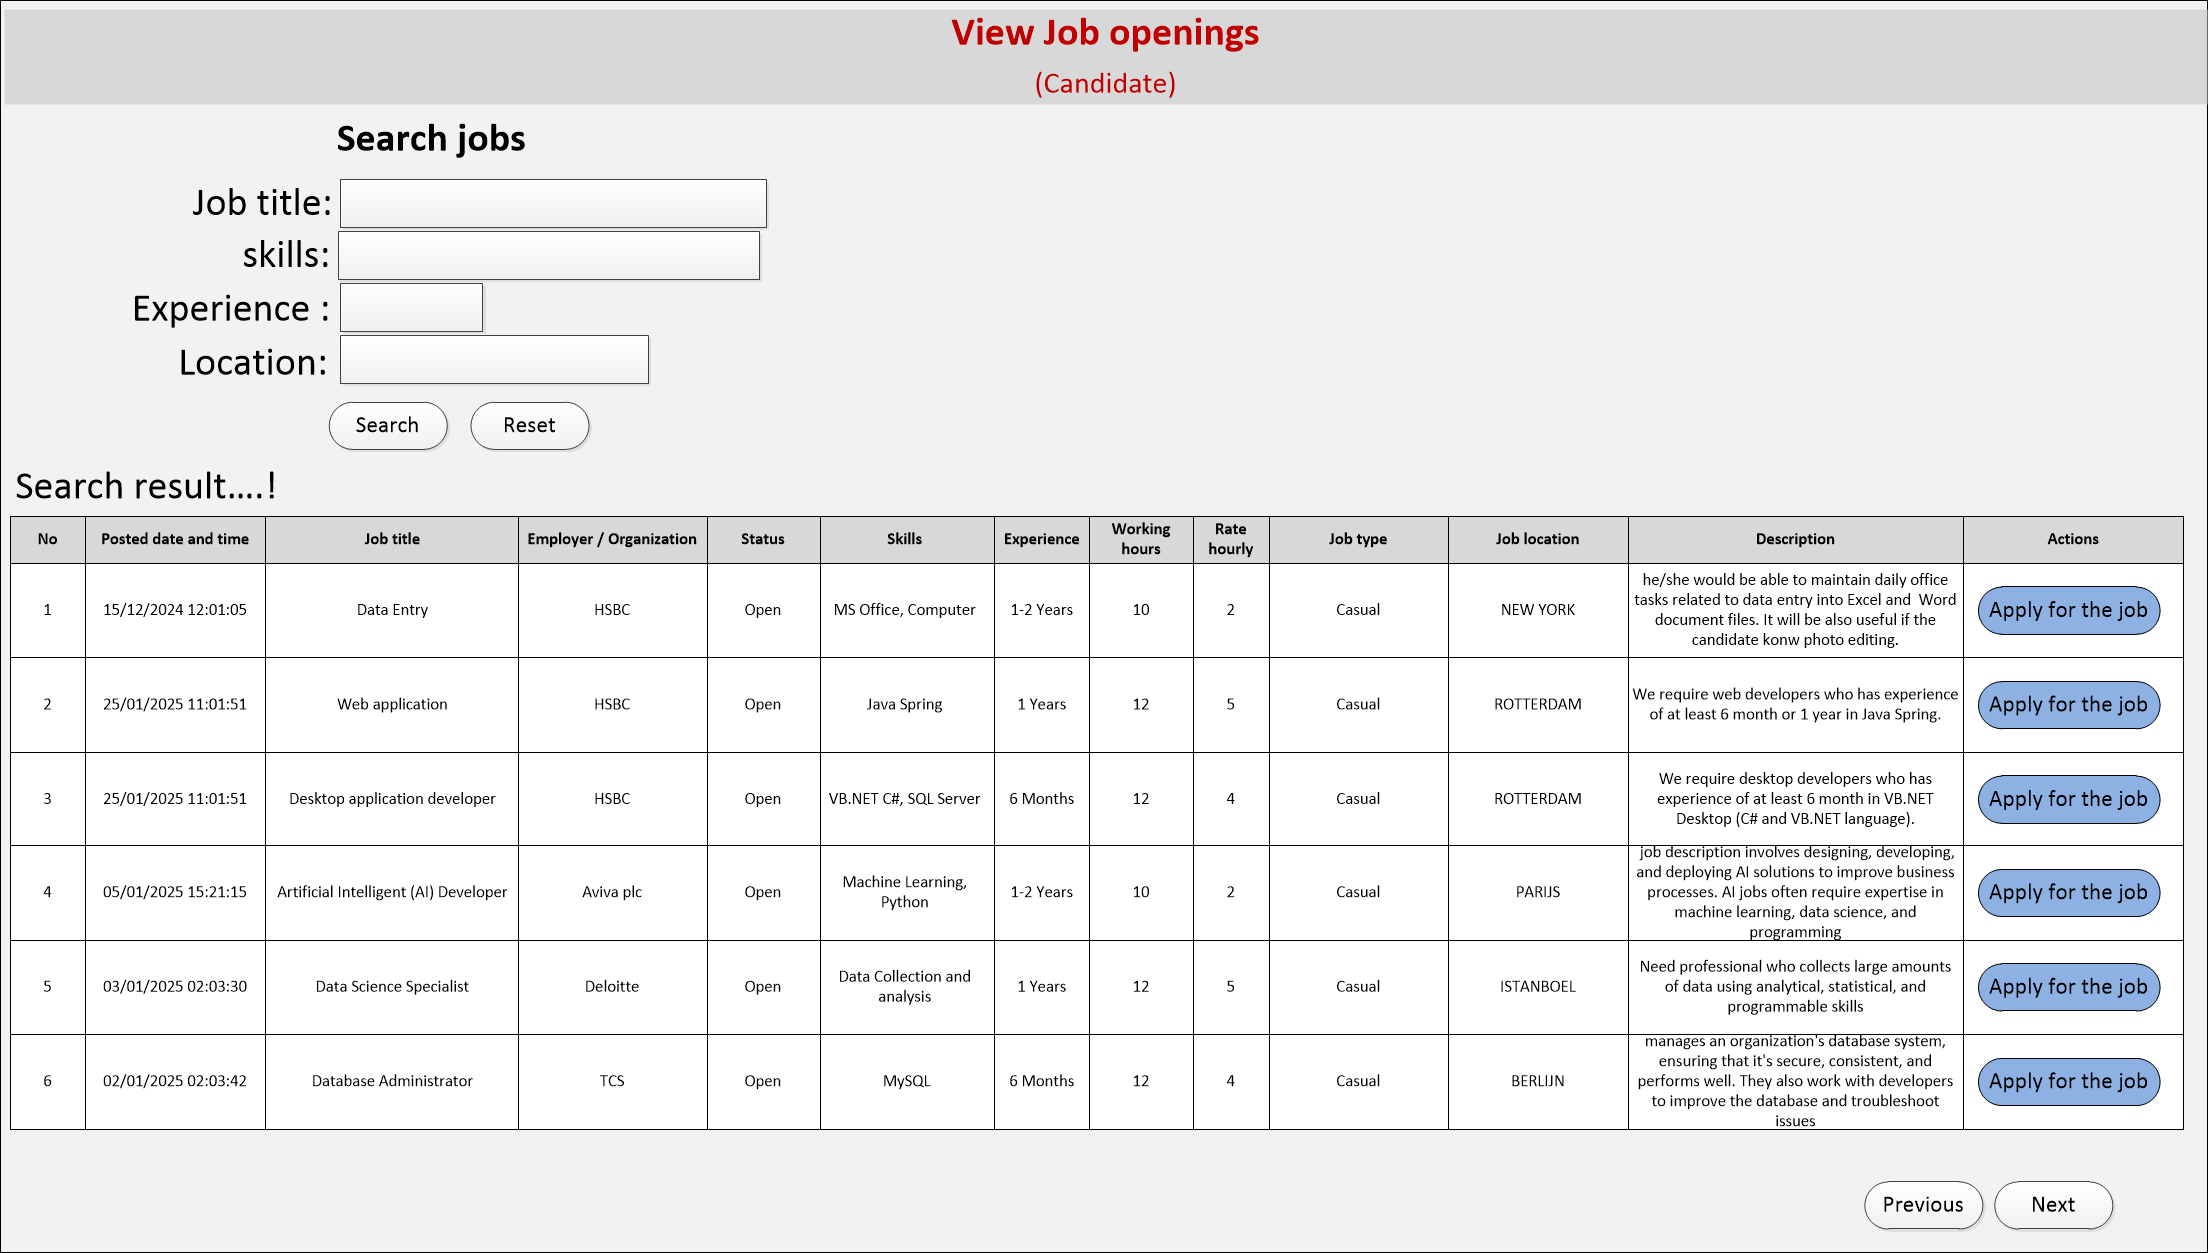 View Job openings
(Candidate)
Search jobs
Job title:
skills:
Experience :
Location:
Search Reset
Search result....!
No Posted date and time Job title Employer / Organization Status Skills Experience Working hours Rate hourly Job type Job location Description Actions
1 15/12/2024 12:01:05 Data Entry HSBC Open MS Office, Computer 1-2 Years 10 2 Casual NEW YORK
he/she would be able to maintain daily office
tasks related to data entry into Excel and  Word
document files. It will be also useful if the
candidate konw photo editing.
Apply for the job
2 25/01/2025 11:01:51 Web application HSBC Open Java Spring 1 Years 12 5 Casual ROTTERDAM
We require web developers who has experience
of at least 6 month or 1 year in Java Spring.
Apply for the job
3 25/01/2025 11:01:51 Desktop application developer HSBC Open VB.NET C#, SQL Server 6 Months 12 4 Casual ROTTERDAM
We require desktop developers who has
experience of at least 6 month in VB.NET
Desktop (C# and VB.NET language).
Apply for the job
4 05/01/2025 15:21:15 Artificial Intelligent (AI) Developer Aviva plc Open Machine Learning, Python 1-2 Years 10 2 Casual PARIJS
job description involves designing, developing,
and deploying AI solutions to improve business
processes. AI jobs often require expertise in
machine learning, data science, and
programming
Apply for the job
5 03/01/2025 02:03:30 Data Science Specialist Deloitte Open Data Collection and analysis 1 Years 12 5 Casual ISTANBOEL
Need professional who collects large amounts
of data using analytical, statistical, and
programmable skills
Apply for the job
6 02/01/2025 02:03:42 Database Administrator TCS Open MySQL 6 Months 12 4 Casual BERLIJN
manages an organization's database system,
ensuring that it's secure, consistent, and
performs well. They also work with developers
to improve the database and troubleshoot
issues
Apply for the job
Previous Next